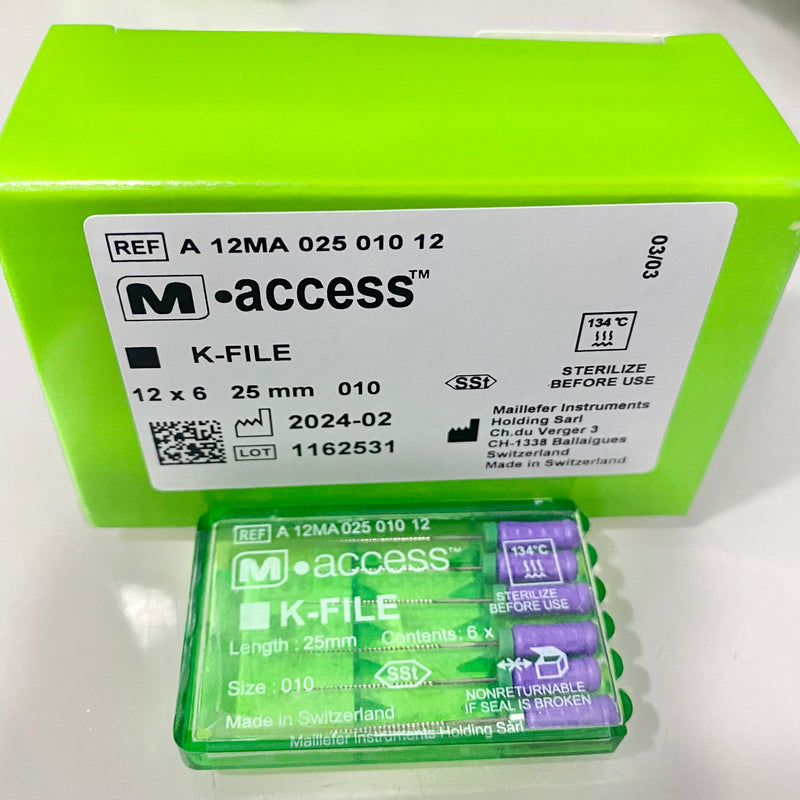 REF A 12MA 025 010 12
03/03
M•access™
K-FILE
134 °C
STERILIZE
BEFORE USE
12 x 6 25 mm 010
SSt
2024-02
LOT 1162531
Maillefer Instruments
Holding Sarl
Ch.du Verger 3
CH-1338 Ballaigues
Switzerland
Made in Switzerland
REF A 12MA 025 010 12
M•access™
134°C
K-FILE
STERILIZE
BEFORE USE
Length : 25mm Contents: 6 x
Size : 010
SSt
NONRETURNABLE
IF SEAL IS BROKEN
Made in Switzerland
Maillefer Instruments Holding Sarl